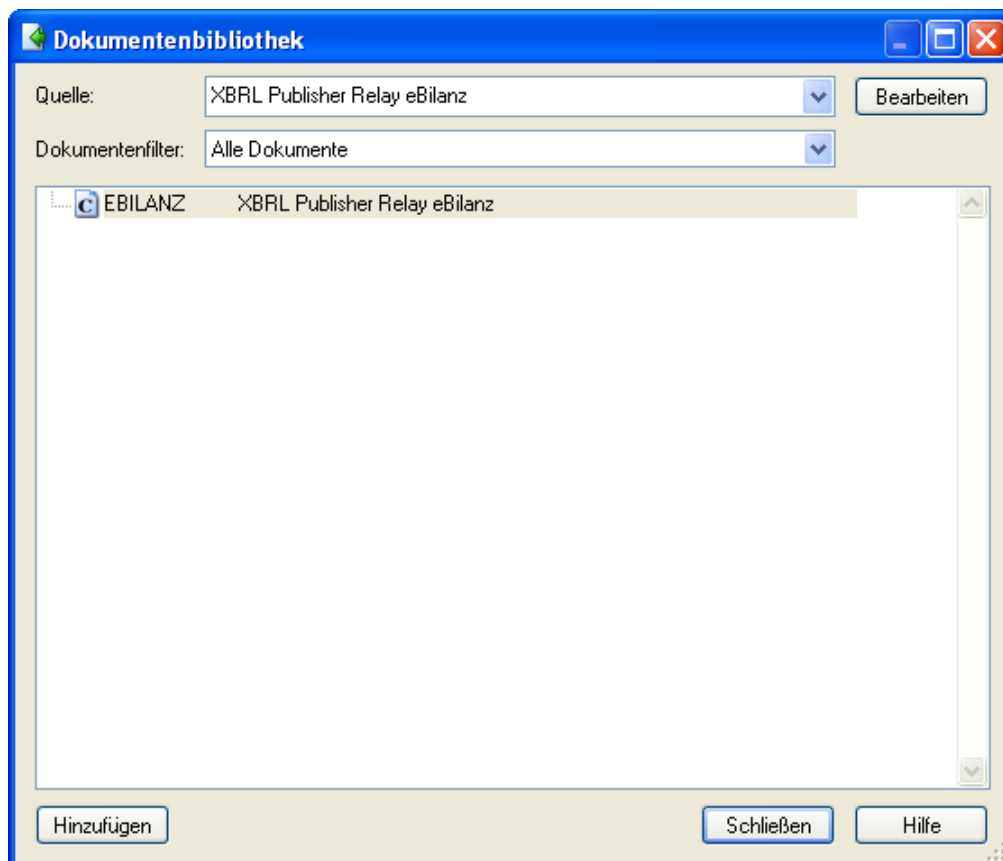 Dokumentenbibliothek
Quelle: XBRL Publisher Relay eBilanz Bearbeiten
Dokumentenfilter: Alle Dokumente
c EBILANZ XBRL Publisher Relay eBilanz
Hinzufügen Schließen Hilfe